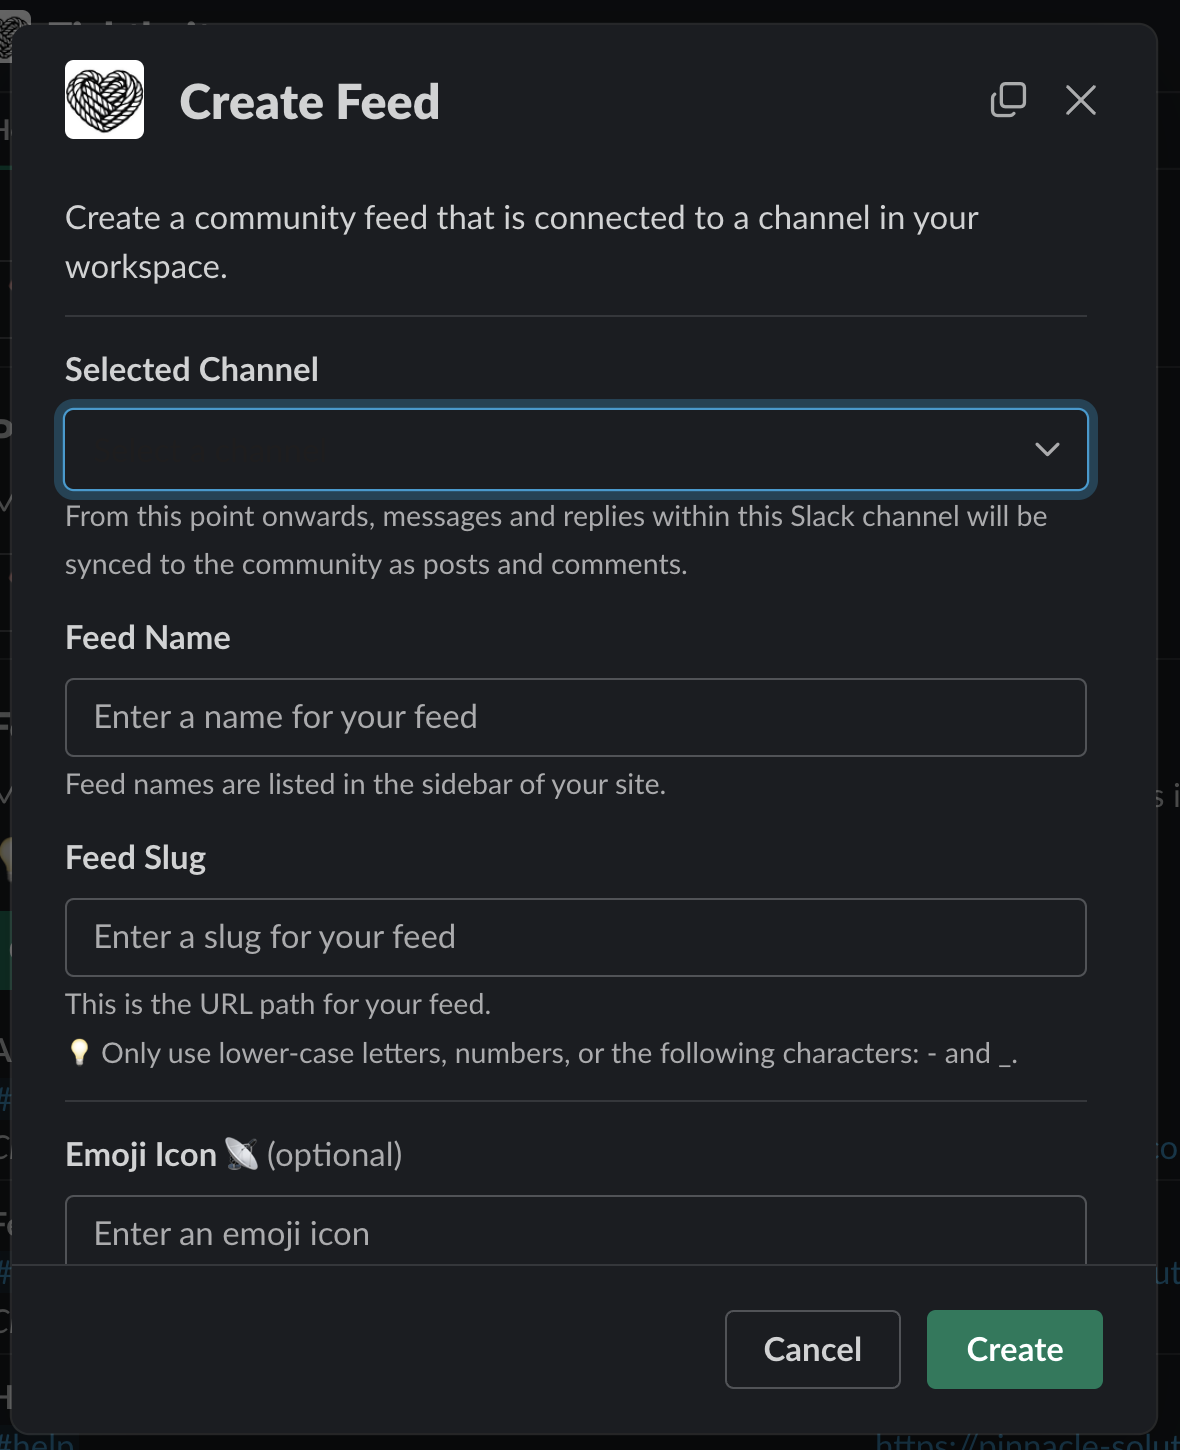 Create Feed
Create a community feed that is connected to a channel in your
workspace.
Selected Channel
From this point onwards, messages and replies within this Slack channel will be
synced to the community as posts and comments.
Feed Name
Enter a name for your feed
Feed names are listed in the sidebar of your site.
Feed Slug
Enter a slug for your feed
This is the URL path for your feed.
💡 Only use lower-case letters, numbers, or the following characters: - and _.
Emoji Icon 📡 (optional)
Enter an emoji icon
Cancel
Create
#help